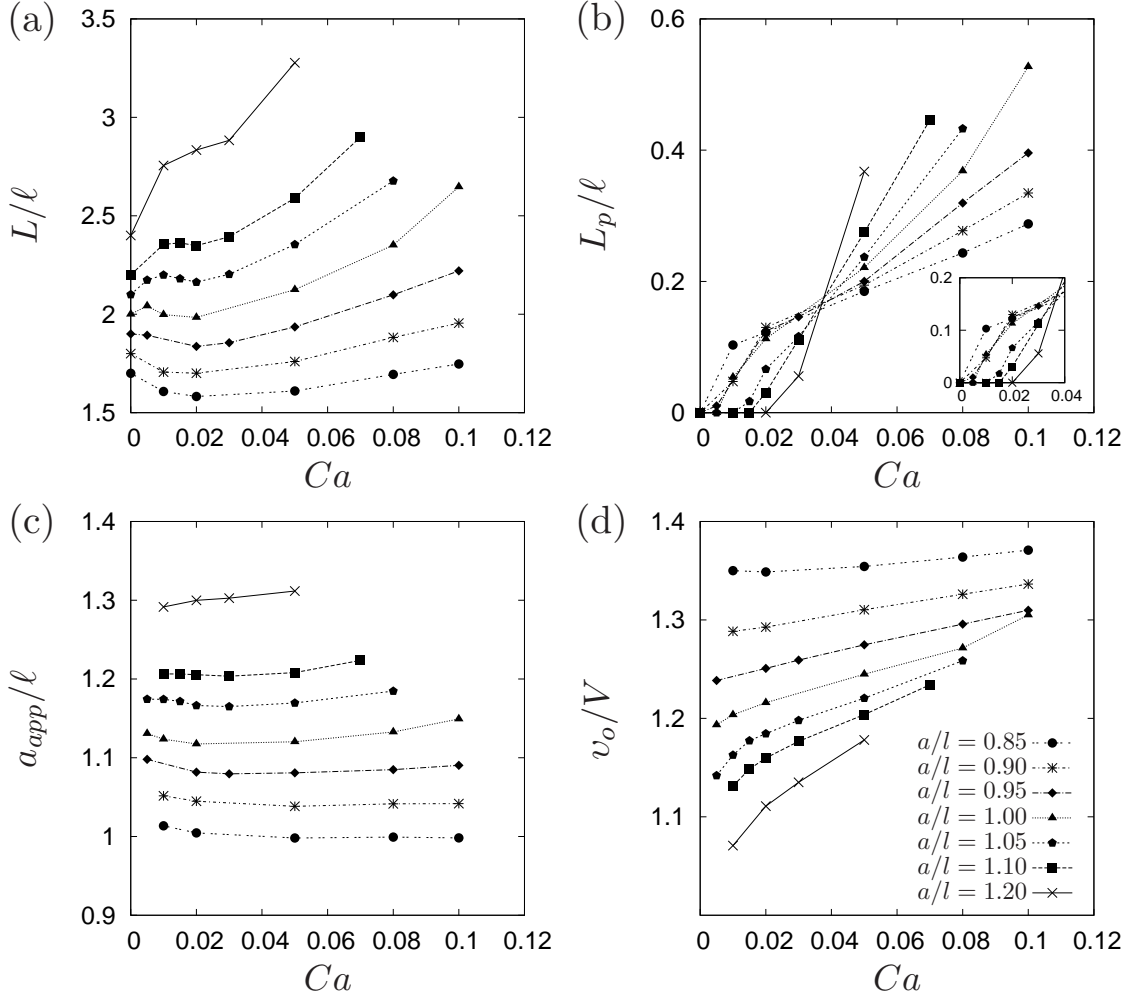 (a)
3.5
3
2.5
2
1.5
L/ℓ
0 0.02 0.04 0.06 0.08 0.1 0.12
Ca
(b)
0.6
0.4
0.2
0
L_p/ℓ
0 0.02 0.04 0.06 0.08 0.1 0.12
Ca
0.2
0.1
0
0 0.02 0.04
(c)
1.4
1.3
1.2
1.1
1
0.9
a_{app}/ℓ
0 0.02 0.04 0.06 0.08 0.1 0.12
Ca
(d)
1.4
1.3
1.2
1.1
v_o/V
0 0.02 0.04 0.06 0.08 0.1 0.12
Ca
a/l = 0.85
a/l = 0.90
a/l = 0.95
a/l = 1.00
a/l = 1.05
a/l = 1.10
a/l = 1.20